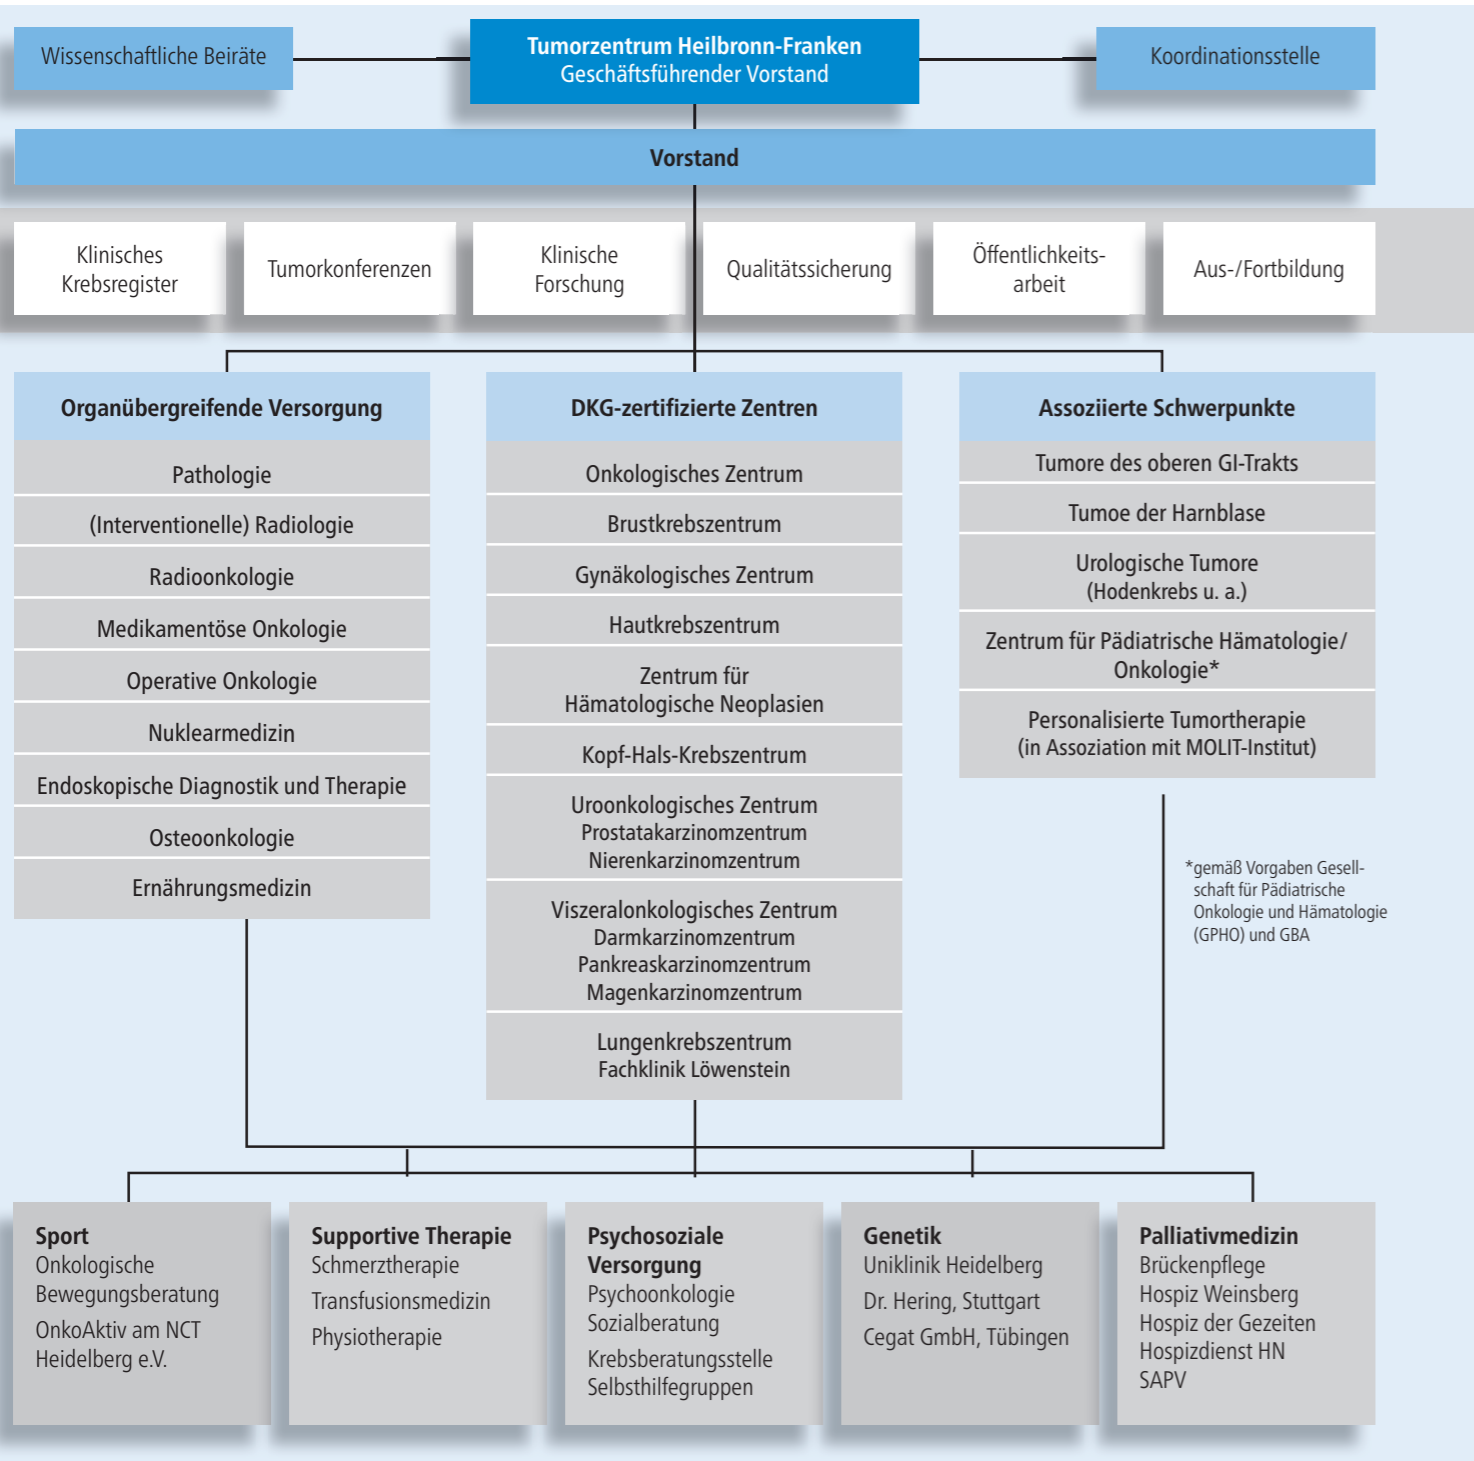 Wissenschaftliche Beiräte
Tumorzentrum Heilbronn-Franken
Geschäftsführender Vorstand
Koordinationsstelle
Vorstand
Klinisches
Krebsregister
Tumorkonferenzen
Klinische
Forschung
Qualitätssicherung
Öffentlichkeits-
arbeit
Aus-/Fortbildung
Organübergreifende Versorgung
Pathologie
(Interventionelle) Radiologie
Radioonkologie
Medikamentöse Onkologie
Operative Onkologie
Nuklearmedizin
Endoskopische Diagnostik und Therapie
Osteoonkologie
Ernährungsmedizin
DKG-zertifizierte Zentren
Onkologisches Zentrum
Brustkrebszentrum
Gynäkologisches Zentrum
Hautkrebszentrum
Zentrum für
Hämatologische Neoplasien
Kopf-Hals-Krebszentrum
Uroonkologisches Zentrum
Prostatakarzinomzentrum
Nierenkarzinomzentrum
Viszeralonkologisches Zentrum
Darmkarzinomzentrum
Pankreaskarzinomzentrum
Magenkarzinomzentrum
Lungenkrebszentrum
Fachklinik Löwenstein
Assoziierte Schwerpunkte
Tumore des oberen GI-Trakts
Tumoe der Harnblase
Urologische Tumore
(Hodenkrebs u. a.)
Zentrum für Pädiatrische Hämatologie/
Onkologie*
Personalisierte Tumortherapie
(in Assoziation mit MOLIT-Institut)
*gemäß Vorgaben Gesell-
schaft für Pädiatrische
Onkologie und Hämatologie
(GPHO) und GBA
Sport
Onkologische
Bewegungsberatung
OnkoAktiv am NCT
Heidelberg e.V.
Supportive Therapie
Schmerztherapie
Transfusionsmedizin
Physiotherapie
Psychosoziale
Versorgung
Psychoonkologie
Sozialberatung
Krebsberatungsstelle
Selbsthilfegruppen
Genetik
Uniklinik Heidelberg
Dr. Hering, Stuttgart
Cegat GmbH, Tübingen
Palliativmedizin
Brückenpflege
Hospiz Weinsberg
Hospiz der Gezeiten
Hospizdienst HN
SAPV